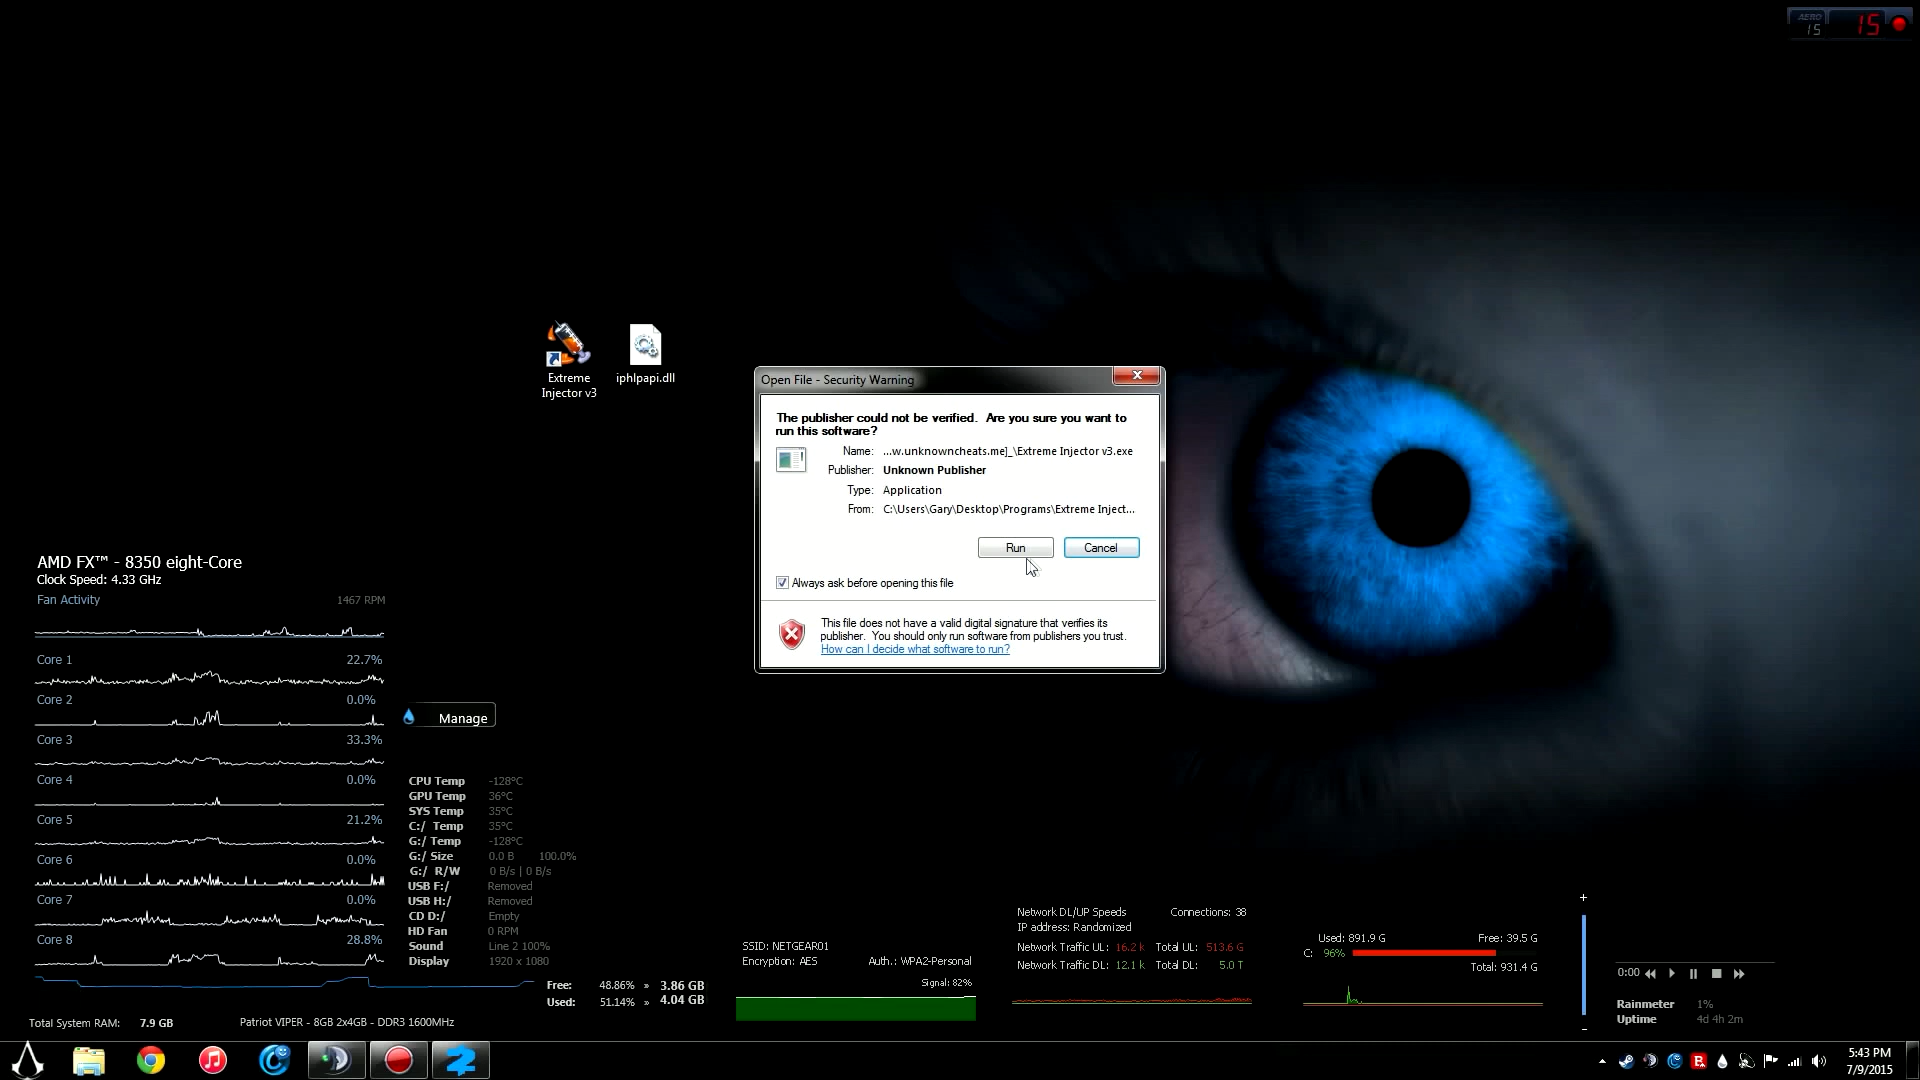 AERO
15
15
Extreme
Injector v3
iphlpapi.dll
Open File - Security Warning
The publisher could not be verified.  Are you sure you want to
run this software?
Name: ...w.unknowncheats.me]_\Extreme Injector v3.exe
Publisher: Unknown Publisher
Type: Application
From: C:\Users\Gary\Desktop\Programs\Extreme Inject...
Run
Cancel
Always ask before opening this file
This file does not have a valid digital signature that verifies its
publisher.  You should only run software from publishers you trust.
How can I decide what software to run?
AMD FX™ - 8350 eight-Core
Clock Speed: 4.33 GHz
Fan Activity 1467 RPM
Core 1 22.7%
Core 2 0.0%
Core 3 33.3%
Core 4 0.0%
Core 5 21.2%
Core 6 0.0%
Core 7 0.0%
Core 8 28.8%
Total System RAM: 7.9 GB
Patriot VIPER - 8GB 2x4GB - DDR3 1600MHz
Manage
CPU Temp -128°C
GPU Temp 36°C
SYS Temp 35°C
C:/ Temp 35°C
G:/ Temp -128°C
G:/ Size 0.0 B 100.0%
G:/ R/W 0 B/s | 0 B/s
USB F:/ Removed
USB H:/ Removed
CD D:/ Empty
HD Fan 0 RPM
Sound Line 2 100%
Display 1920 x 1080
Free: 48.86% » 3.86 GB
Used: 51.14% » 4.04 GB
SSID: NETGEAR01
Encryption: AES Auth.: WPA2-Personal
Signal: 82%
Network DL/UP Speeds Connections: 38
IP address: Randomized
Network Traffic UL: 16.2 k Total UL: 513.6 G
Network Traffic DL: 12.1 k Total DL: 5.0 T
Used: 891.9 G Free: 39.5 G
C: 96%
Total: 931.4 G
+
-
0:00
Rainmeter 1%
Uptime 4d 4h 2m
5:43 PM
7/9/2015